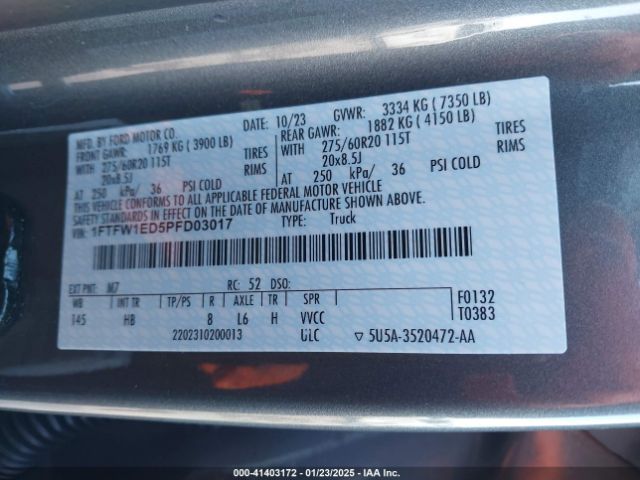 MFD. BY FORD MOTOR CO. DATE: 10/23 GVWR: 3334 KG ( 7350 LB)
FRONT GAWR: 1769 KG ( 3900 LB) REAR GAWR: 1882 KG ( 4150 LB)
WITH 275/60R20 115T TIRES WITH 275/60R20 115T TIRES
20x8.5J RIMS 20x8.5J RIMS
AT 250 kPa/ 36 PSI COLD AT 250 kPa/ 36 PSI COLD
THIS VEHICLE CONFORMS TO ALL APPLICABLE FEDERAL MOTOR VEHICLE
SAFETY STANDARDS IN EFFECT ON THE DATE OF MANUFACTURE SHOWN ABOVE.
VIN: 1FTFW1ED5PFD03017 TYPE: Truck
EXT PNT: M7 RC: 52 DSO:
WB INT TR TP/PS R AXLE TR SPR F0132
145 HB 8 L6 H VVCC T0383
2202310200013 ULC ▽ 5U5A-3520472-AA
000-41403172 — 01/23/2025 — IAA Inc.